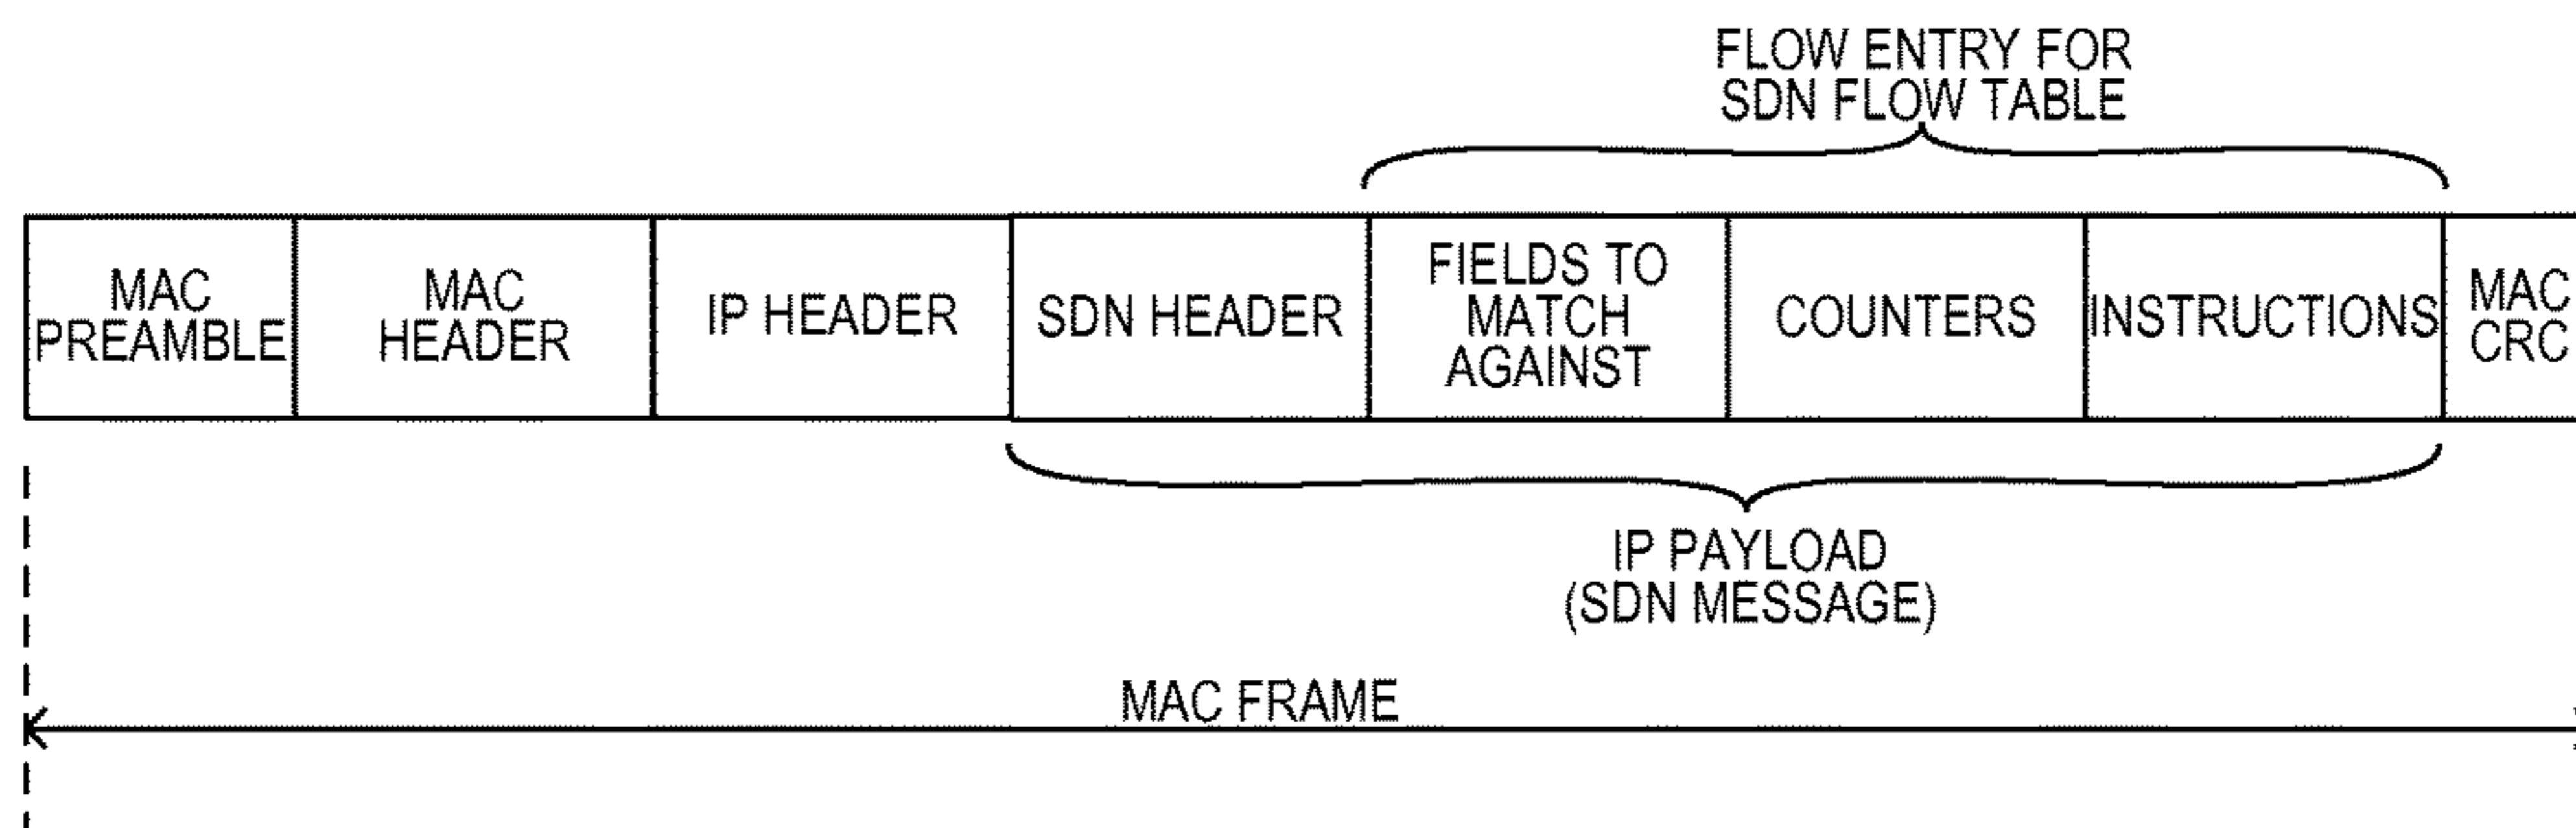 FLOW ENTRY FOR
SDN FLOW TABLE
MAC
PREAMBLE
MAC
HEADER
IP HEADER
SDN HEADER
FIELDS TO
MATCH
AGAINST
COUNTERS
INSTRUCTIONS
MAC
CRC
IP PAYLOAD
(SDN MESSAGE)
MAC FRAME